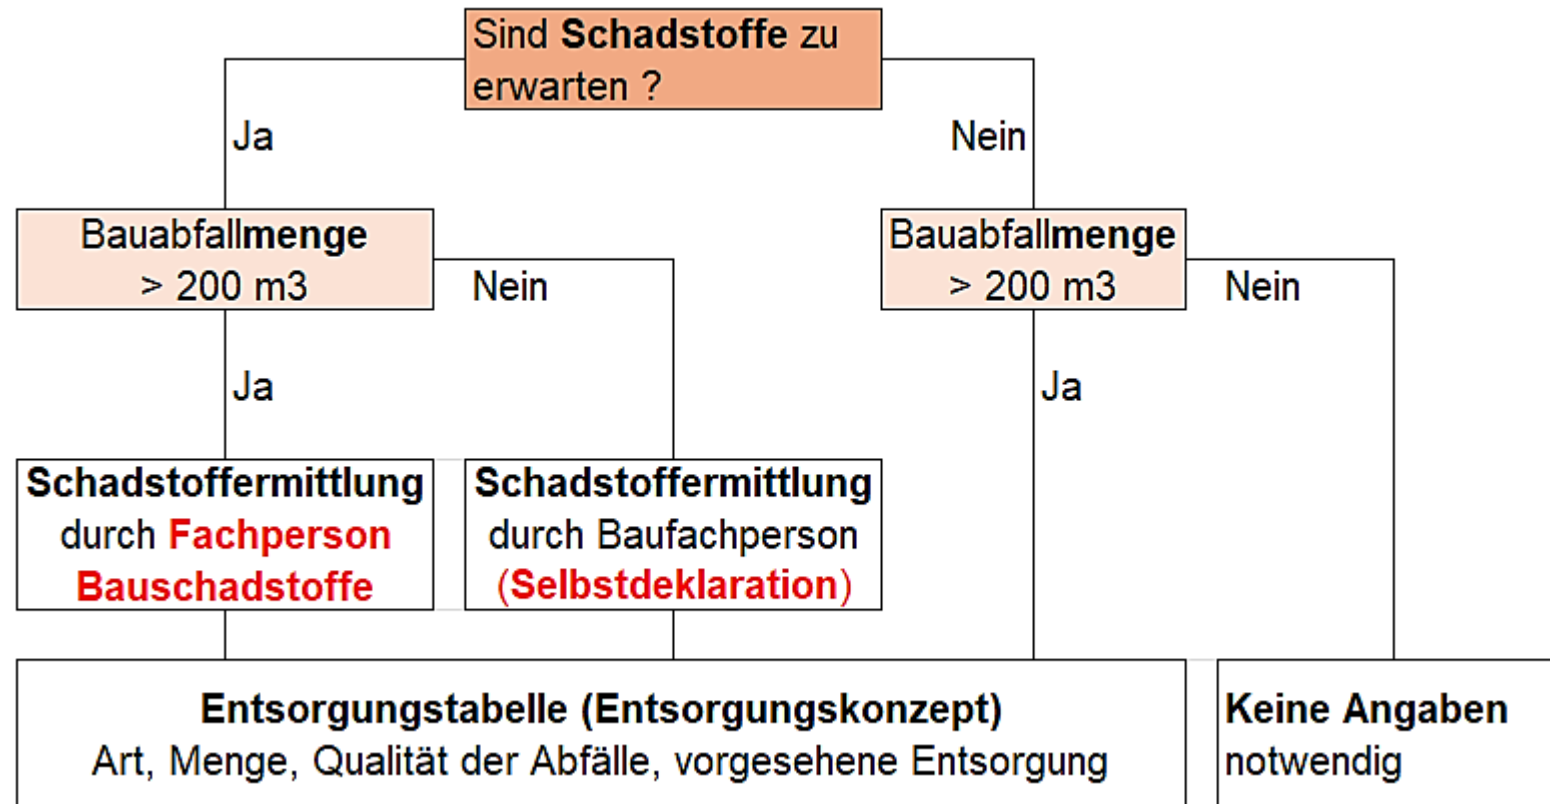 Sind Schadstoffe zu
erwarten ?
Ja
Nein
Bauabfallmenge
> 200 m3
Nein
Bauabfallmenge
> 200 m3
Nein
Ja
Ja
Schadstoffermittlung
durch Fachperson
Bauschadstoffe
Schadstoffermittlung
durch Baufachperson
(Selbstdeklaration)
Entsorgungstabelle (Entsorgungskonzept)
Art, Menge, Qualität der Abfälle, vorgesehene Entsorgung
Keine Angaben
notwendig